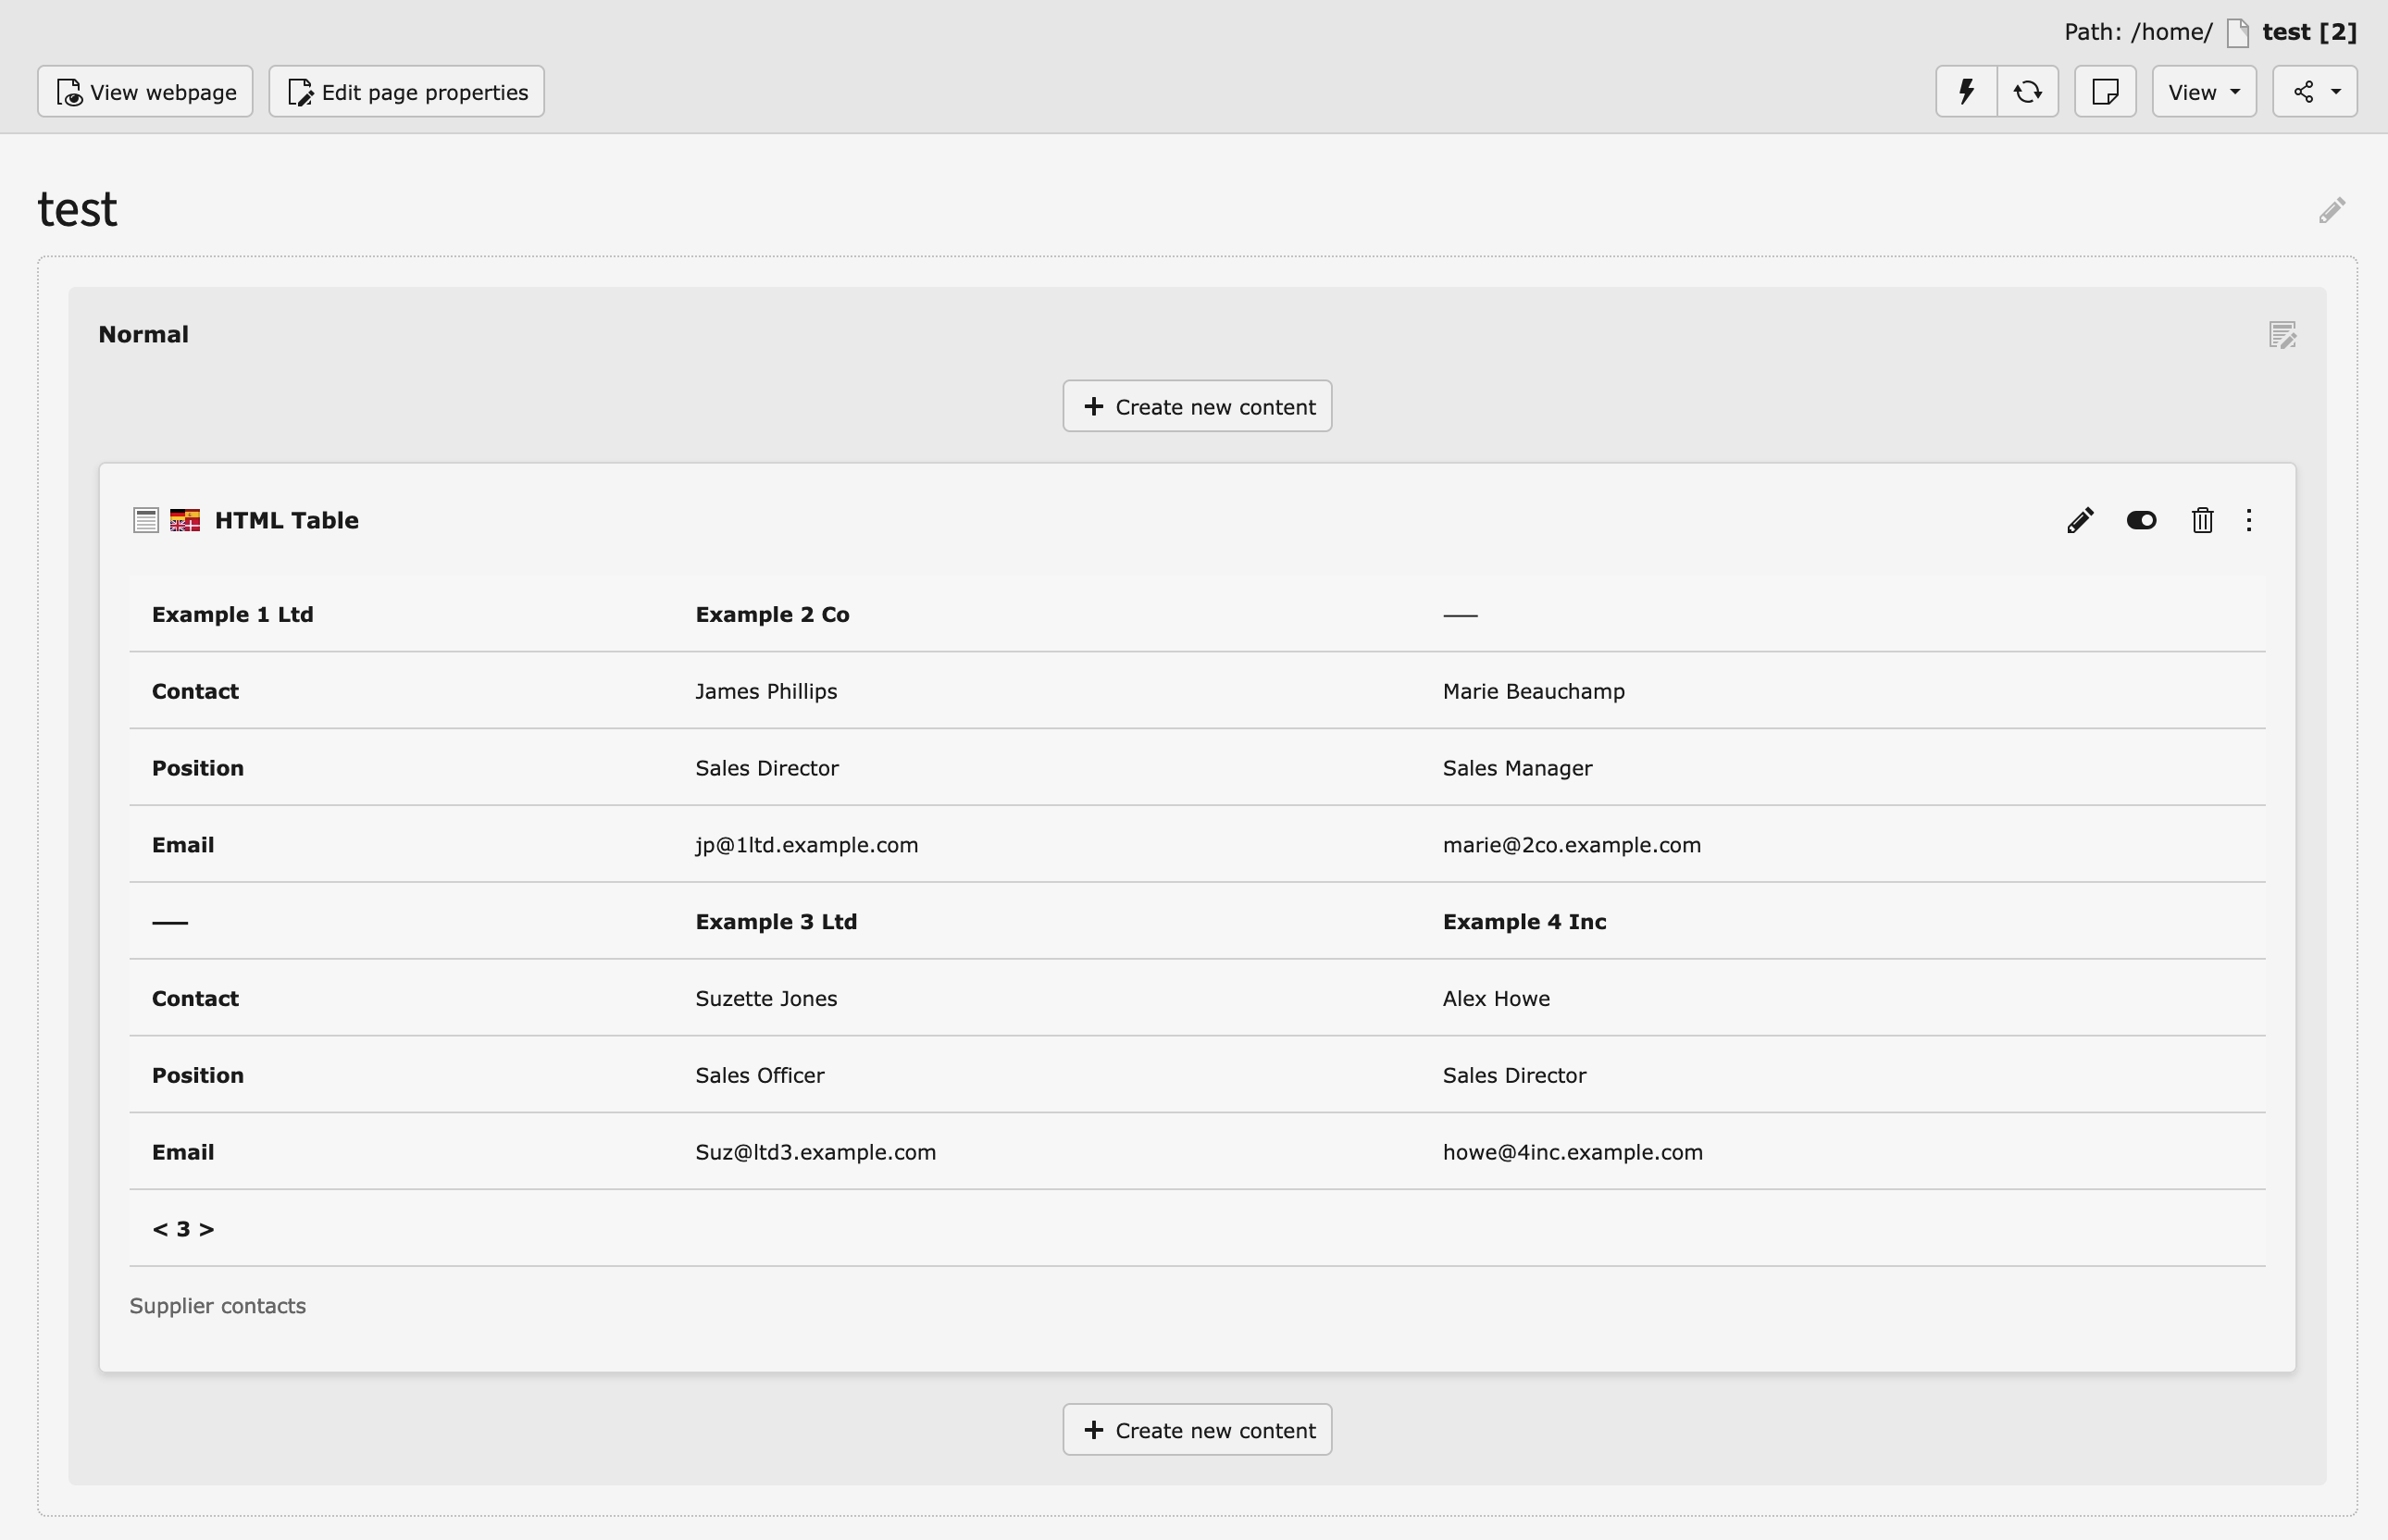 Path: /home/ test [2]
View webpage Edit page properties View
test
Normal
+ Create new content
HTML Table
Example 1 Ltd Example 2 Co —
Contact James Phillips Marie Beauchamp
Position Sales Director Sales Manager
Email jp@1ltd.example.com marie@2co.example.com
— Example 3 Ltd Example 4 Inc
Contact Suzette Jones Alex Howe
Position Sales Officer Sales Director
Email Suz@ltd3.example.com howe@4inc.example.com
< 3 >
Supplier contacts
+ Create new content